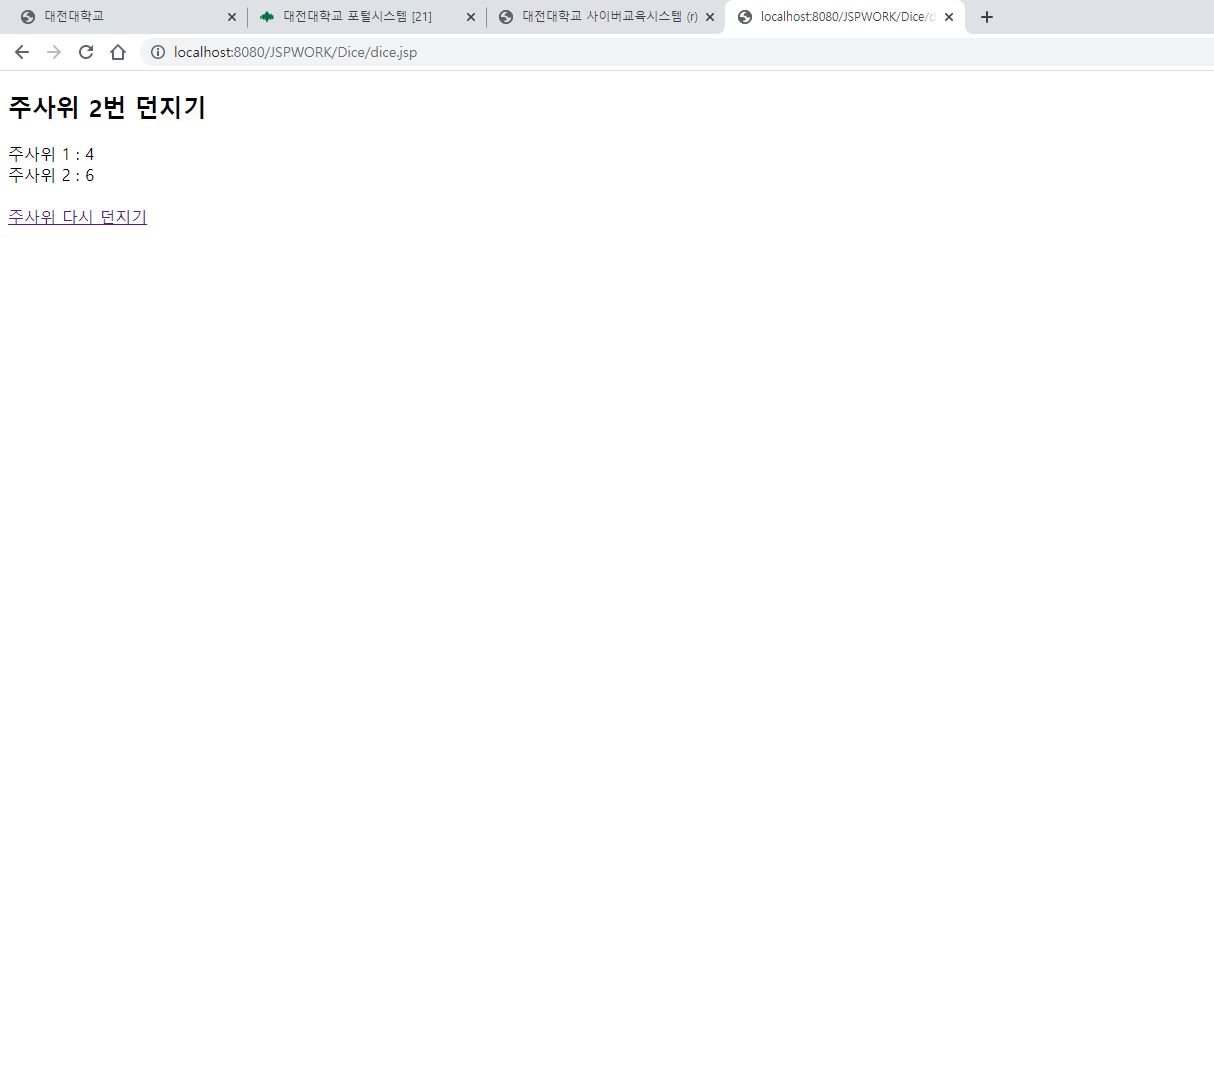 대전대학교
대전대학교 포털시스템 [21]
대전대학교 사이버교육시스템 (r)
localhost:8080/JSPWORK/Dice/d
localhost:8080/JSPWORK/Dice/dice.jsp
주사위 2번 던지기
주사위 1 : 4
주사위 2 : 6
주사위 다시 던지기